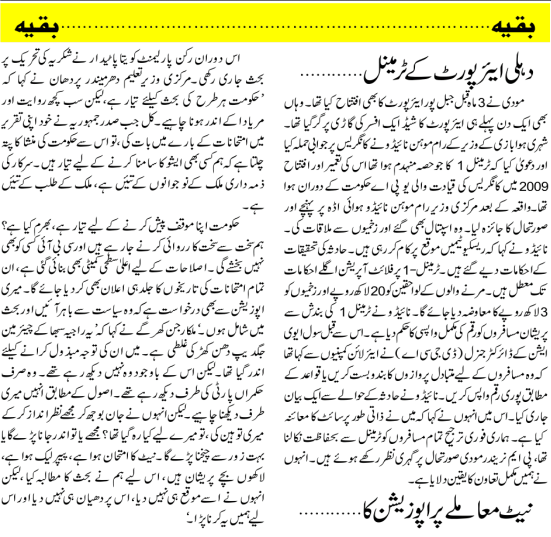 بقیہ
بقیہ
دہلی ایئرپورٹ کے ٹرمینل............
مودی نے 3 ماہ قبل جبل پور ایئر پورٹ کا بھی افتتاح کیا تھا۔ وہاں
بھی ایک دن پہلے ہی ایئر پورٹ کا شیڈ ایک افسر کی گاڑی پر گر گیا تھا۔
شہری ہوا بازی کے وزیر کے رام موہن نائیڈو نے کانگریس پر جوابی حملہ کیا
اور دعویٰ کیا کہ ٹرمینل 1 کا جو حصہ منہدم ہوا تھا اس کی تعمیر اور افتتاح
2009 میں کانگریس کی قیادت والی یو پی اے حکومت کے دوران ہوا
تھا۔ واقعہ کے بعد مرکزی وزیر رام موہن نائیڈو ہوائی اڈہ پر پہنچے اور
صورتحال کا جائزہ لیا۔ وہ اسپتال بھی گئے اور زخمیوں سے ملاقات کی۔
نائیڈو نے کہا کہ ریسکیو ٹیمیں موقع پر کام کر رہی ہیں۔ حادثہ کی تحقیقات
کے احکامات دیے گئے ہیں۔ ٹرمینل-1 پر فلائٹ آپریشن اگلے احکامات
تک معطل ہیں۔ مرنے والوں کے لواحقین کو 20 لاکھ روپے اور زخمیوں کو
3 لاکھ روپے کا معاوضہ دیا جائے گا۔ نائیڈو نے ٹرمینل 1 کی بندش سے
پریشان مسافروں کو رقم کی مکمل واپسی کا حکم دیا ہے۔ اس سے قبل سول ایوی
ایشن کے ڈائرکٹر جنرل (ڈی جی سی اے) نے ایئر لائن کمپنیوں سے کہا تھا کہ
وہ مسافروں کے لیے متبادل پروازوں کا بندوبست کریں یا قواعد کے
مطابق پوری رقم واپس کریں۔ نائیڈو نے حادثہ کے حوالے سے ایک بیان
جاری کیا۔ اس میں انہوں نے کہا کہ میں نے ذاتی طور پر سائٹ کا معائنہ
کیا ہے۔ ہماری فوری ترجیح تمام مسافروں کو ٹرمینل سے بحفاظت نکالنا
تھا، پی ایم نریندر مودی صورتحال پر گہری نظر رکھے ہوئے ہیں۔ انہوں
نے ہمیں مکمل تعاون کا یقین دلایا ہے۔
نیٹ معاملے پر اپوزیشن کا............
اس دوران رکن پارلیمنٹ کویتا پاٹیدار نے شکریہ کی تحریک پر
بحث جاری رکھی۔ مرکزی وزیر تعلیم دھرمیندر پردھان نے کہا کہ
'حکومت ہر طرح کی بحث کیلئے تیار ہے، لیکن سب کچھ روایت اور
مریادا کے اندر ہونا چاہیے۔ کل جب صدر جمہوریہ نے خود اپنی تقریر
میں امتحانات کے بارے میں بات کی، تو اس سے حکومت کی منشا کا پتہ
چلتا ہے کہ ہم کسی بھی ایشو کا سامنا کرنے کے لیے تیار ہیں۔ سرکار کی
ذمہ داری ملک کے نوجوانوں کے تئیں ہے، ملک کے طلب کے تئیں
ہے۔
حکومت اپنا موقف پیش کرنے کے لیے تیار ہے، بھرم کیا ہے؟
ہم سخت سے سخت کارروائی کرنے جا رہے ہیں اور سی بی آئی کسی کو بھی
نہیں بخشے گی۔ اصلاحات کے لیے اعلیٰ سطحی کمیٹی بھی بنائی گئی ہے، ان
تمام امتحانات کی تاریخوں کا جلد ہی اعلان بھی کر دیا جائے گا۔ میری
اپوزیشن سے بھی درخواست ہے کہ وہ سیاست سے باہر آئیں اور بحث
میں شامل ہوں۔' ملکارجن کھرگے نے کہا کہ 'یہ راجیہ سبھا کے چیئرمین
جگدیپ دھن کھڑ کی غلطی ہے۔ میں ان کی توجہ مبذول کرانے کیلئے
اندر گیا تھا۔ لیکن اس کے باوجود وہ نہیں دیکھ رہے تھے۔ وہ صرف
حکمراں پارٹی کی طرف دیکھ رہے تھے۔ اصول کے مطابق انہیں میری
طرف دیکھنا چاہیے۔ لیکن انہوں نے جان بوجھ کر مجھے نظر انداز کر کے
میری توہین کی، تو میرے لیے کیا رہ گیا تھا؟ مجھے یا تو اندر جانا پڑے گا یا
بہت زور سے چیخنا پڑے گا۔ نیٹ کا امتحان ہوا ہے، پیپر لیک ہوا ہے،
لاکھوں بچے پریشان ہیں، اس لیے ہم نے بحث کا مطالبہ کیا، لیکن
انہوں نے اسے موقع ہی نہیں دیا، اس پر دھیان ہی نہیں دیا اور اس
لیے ہمیں یہ کرنا پڑا۔'